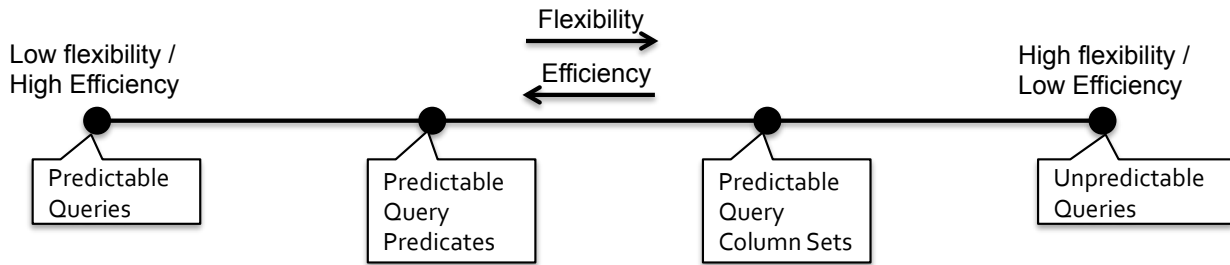 Flexibility
Low flexibility /
High Efficiency
Efficiency
High flexibility /
Low Efficiency
Predictable
Queries
Predictable
Query
Predicates
Predictable
Query
Column Sets
Unpredictable
Queries